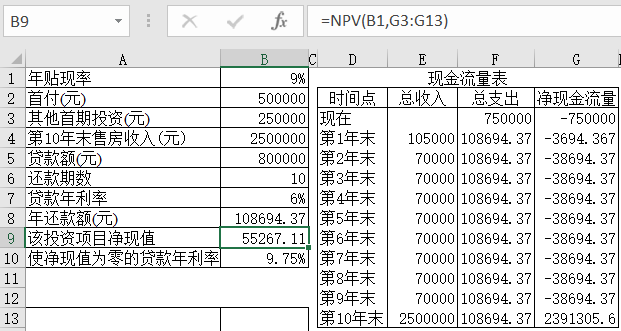 B9 =NPV(B1,G3:G13)
A B C D E F G
1 年贴现率 9% 现金流量表
2 首付(元) 500000 时间点 总收入 总支出 净现金流量
3 其他首期投资(元) 250000 现在 750000 -750000
4 第10年末售房收入(元) 2500000 第1年末 105000 108694.37 -3694.367
5 贷款额(元) 800000 第2年末 70000 108694.37 -38694.37
6 还款期数 10 第3年末 70000 108694.37 -38694.37
7 贷款年利率 6% 第4年末 70000 108694.37 -38694.37
8 年还款额(元) 108694.37 第5年末 70000 108694.37 -38694.37
9 该投资项目净现值 55267.11 第6年末 70000 108694.37 -38694.37
10 使净现值为零的贷款年利率 9.75% 第7年末 70000 108694.37 -38694.37
11 第8年末 70000 108694.37 -38694.37
12 第9年末 70000 108694.37 -38694.37
13 第10年末 2500000 108694.37 2391305.6